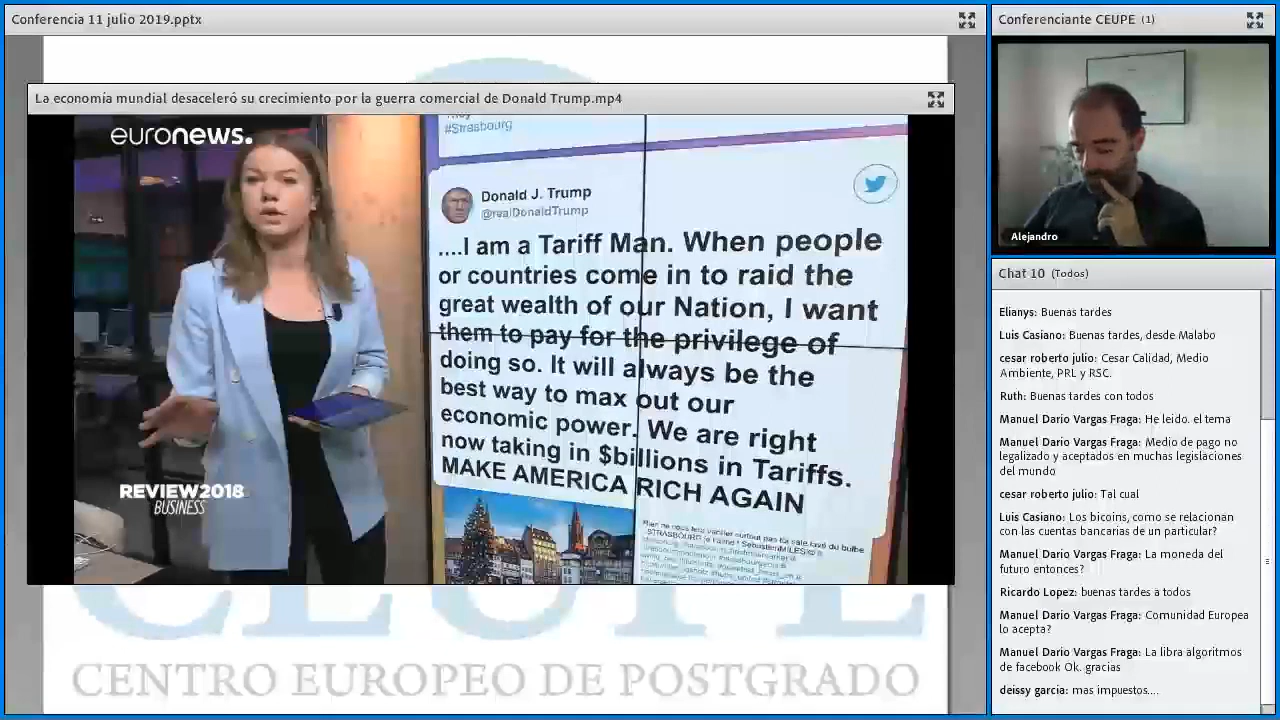 Conferencia 11 julio 2019.pptx
La economía mundial desaceleró su crecimiento por la guerra comercial de Donald Trump.mp4
euronews.
#Strasbourg
Donald J. Trump
@realDonaldTrump
....I am a Tariff Man. When people
or countries come in to raid the
great wealth of our Nation, I want
them to pay for the privilege of
doing so. It will always be the
best way to max out our
economic power. We are right
now taking in $billions in Tariffs.
MAKE AMERICA RICH AGAIN
REVIEW2018
BUSINESS
CEUPE
CENTRO EUROPEO DE POSTGRADO
Conferenciante CEUPE (1)
Alejandro
Chat 10 (Todos)
Elianys: Buenas tardes
Luis Casiano: Buenas tardes, desde Malabo
cesar roberto julio: Cesar Calidad, Medio
Ambiente, PRL y RSC.
Ruth: Buenas tardes con todos
Manuel Dario Vargas Fraga: He leido. el tema
Manuel Dario Vargas Fraga: Medio de pago no
legalizado y aceptados en muchas legislaciones
del mundo
cesar roberto julio: Tal cual
Luis Casiano: Los bicoins, como se relacionan
con las cuentas bancarias de un particular?
Manuel Dario Vargas Fraga: La moneda del
futuro entonces?
Ricardo Lopez: buenas tardes a todos
Manuel Dario Vargas Fraga: Comunidad Europea
lo acepta?
Manuel Dario Vargas Fraga: La libra algoritmos
de facebook Ok. gracias
deissy garcia: mas impuestos....